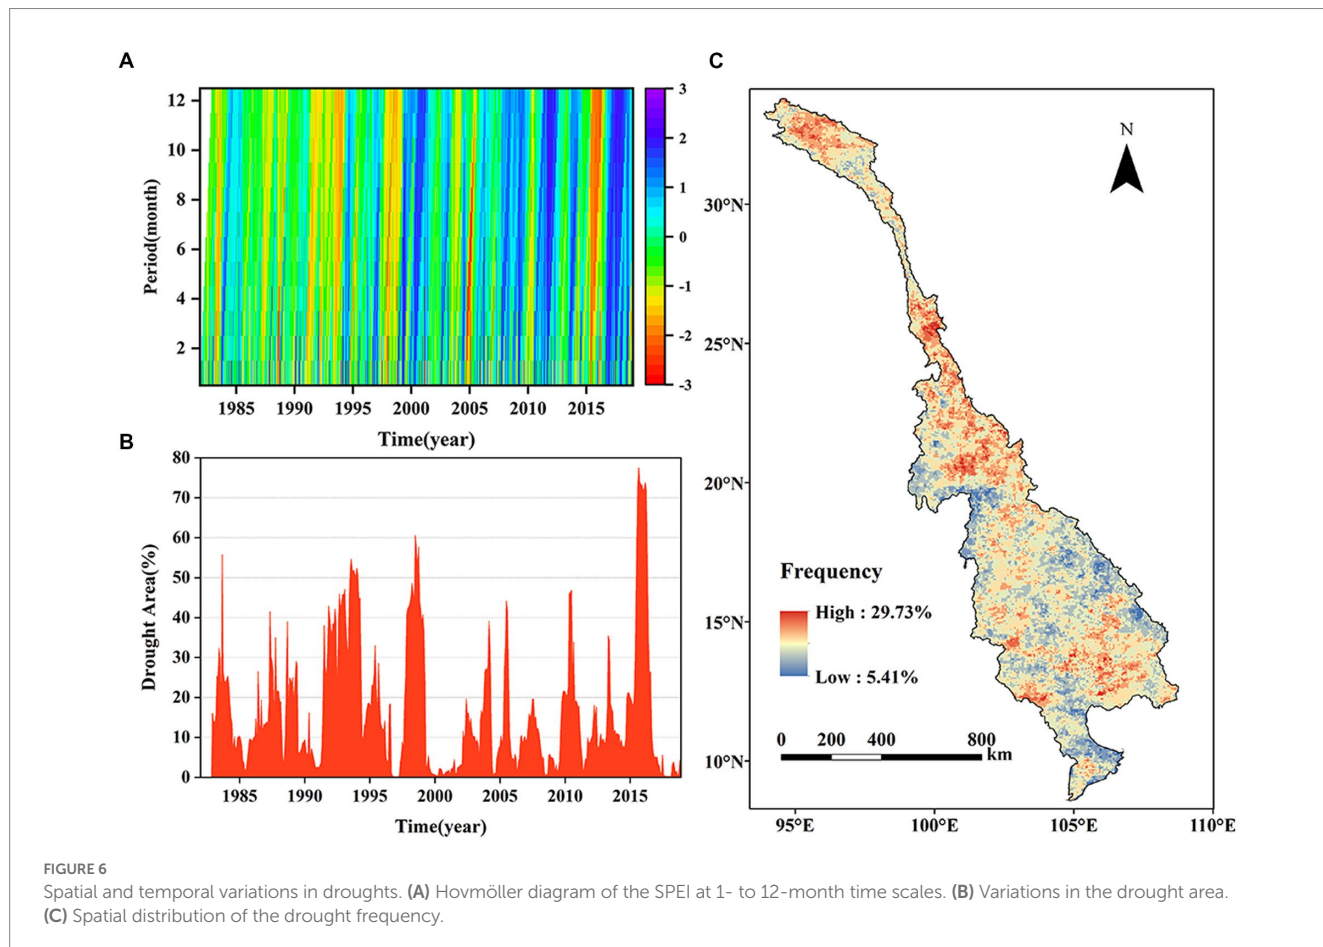 A
12
10
8
6
4
2
Period(month)
3
2
1
0
-1
-2
-3
1985 1990 1995 2000 2005 2010 2015
Time(year)
B
80
70
60
50
40
30
20
10
0
Drought Area(%)
1985 1990 1995 2000 2005 2010 2015
Time(year)
C
N
30°N
25°N
20°N
15°N
10°N
Frequency
High : 29.73%
Low : 5.41%
0 200 400 800
km
95°E 100°E 105°E 110°E
FIGURE 6
Spatial and temporal variations in droughts. (A) Hovmöller diagram of the SPEI at 1- to 12-month time scales. (B) Variations in the drought area.
(C) Spatial distribution of the drought frequency.